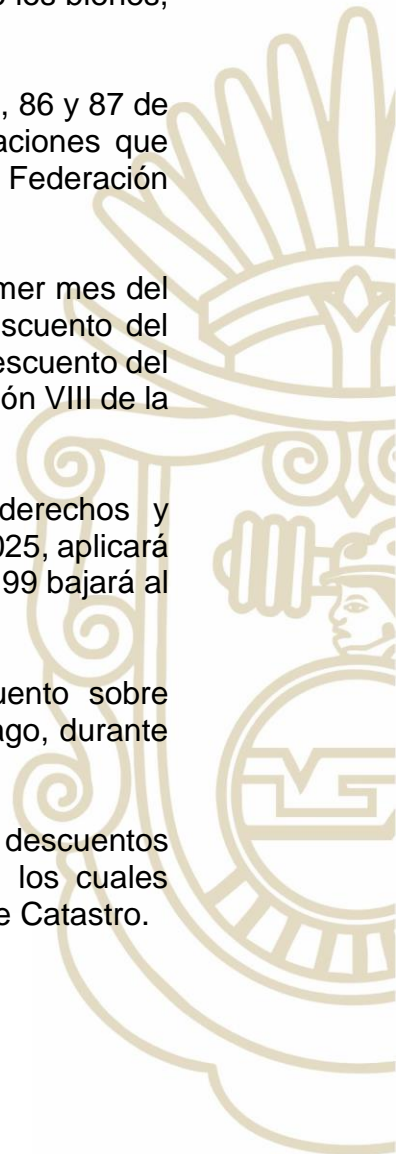 los bienes,
, 86 y 87 de
aciones que
Federación
mer mes del
scuento del
escuento del
ón VIII de la
derechos y
025, aplicará
99 bajará al
uento sobre
ago, durante
descuentos
los cuales
e Catastro.